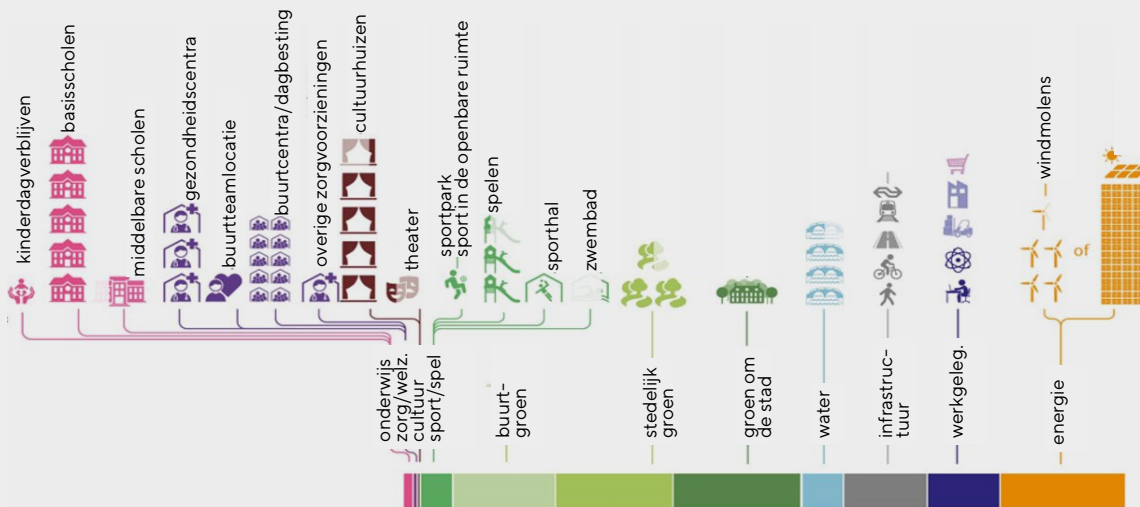 kinderdagverblijven
basisscholen
middelbare scholen
gezondheidscentra
buurtteamlocatie
buurtcentra/dagbesting
overige zorgvoorzieningen
cultuurhuizen
theater
sportpark
sport in de openbare ruimte
spelen
sporthal
zwembad
windmolens
of
onderwijs
zorg/welz.
cultuur
sport/spel
buurt-
groen
stedelijk
groen
groen om
de stad
water
infrastruc-
tuur
werkgeleg.
energie